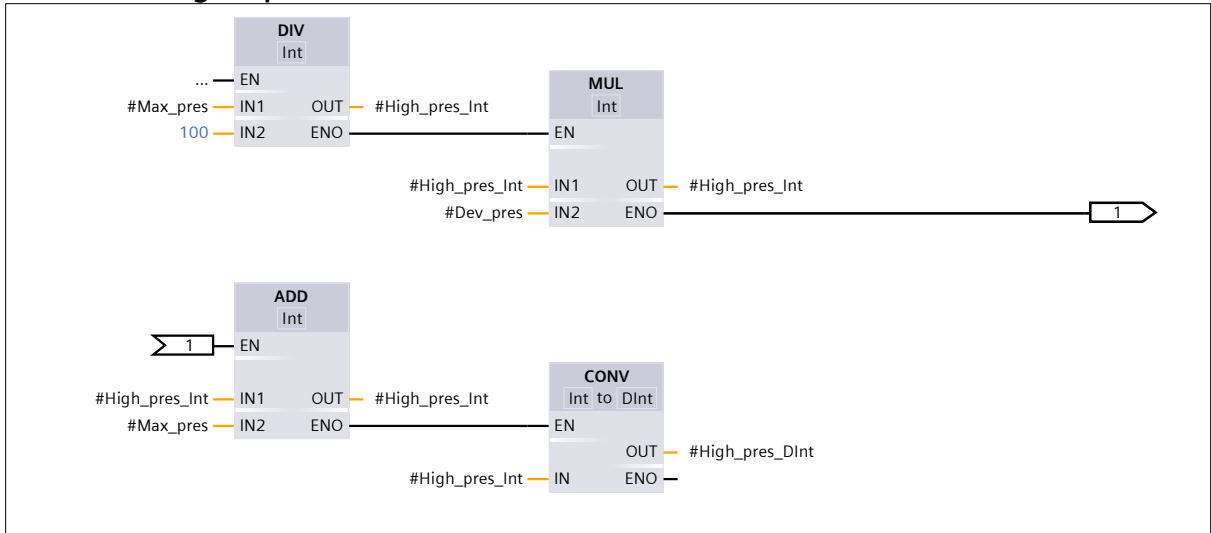 DIV
Int
... EN
#Max_pres IN1 OUT #High_pres_Int
100 IN2 ENO
MUL
Int
EN
#High_pres_Int IN1 OUT #High_pres_Int
#Dev_pres IN2 ENO
1
ADD
Int
1 EN
#High_pres_Int IN1 OUT #High_pres_Int
#Max_pres IN2 ENO
CONV
Int to DInt
EN
OUT #High_pres_DInt
#High_pres_Int IN ENO